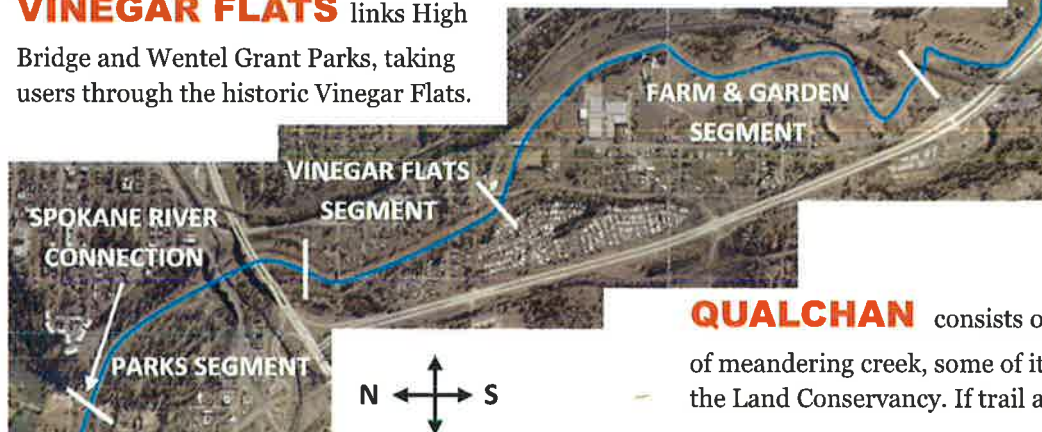 VINEGAR FLATS links High
Bridge and Wentel Grant Parks, taking
users through the historic Vinegar Flats.
FARM & GARDEN
SEGMENT
VINEGAR FLATS
SEGMENT
SPOKANE RIVER
CONNECTION
PARKS SEGMENT
N S
QUALCHAN consists o
of meandering creek, some of it
the Land Conservancy. If trail a